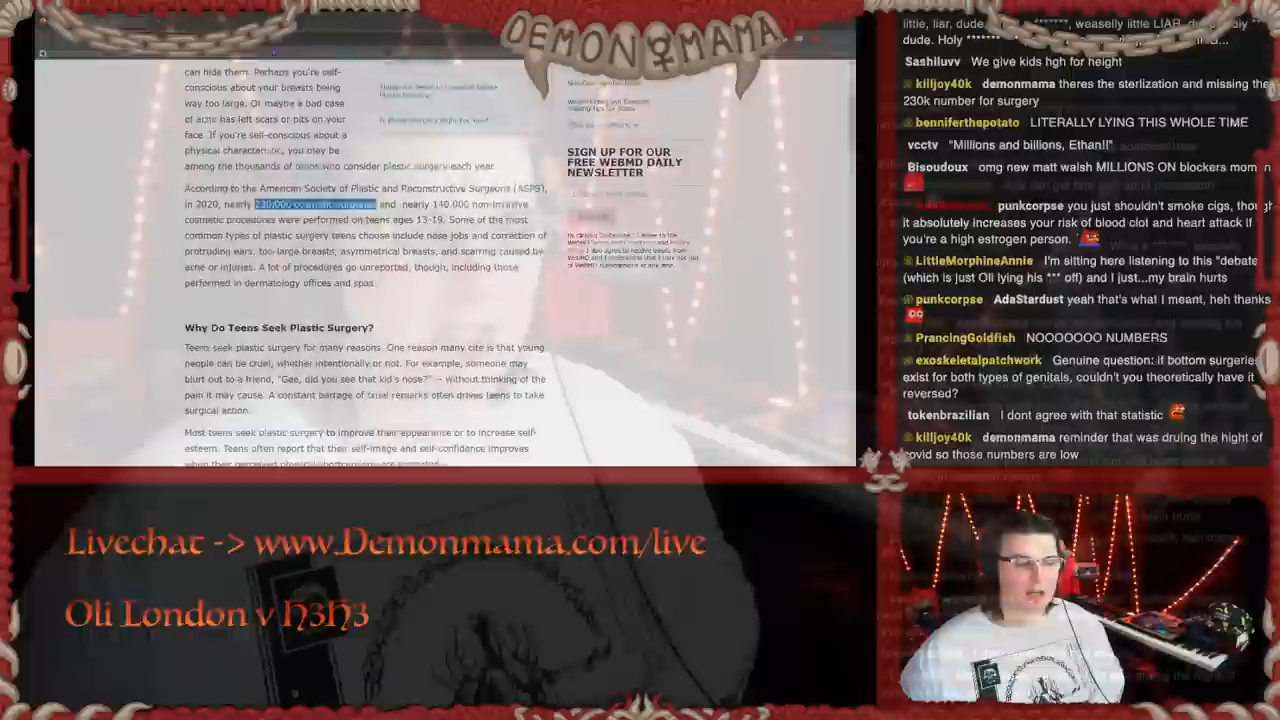 DEMON MAMA
can hide them. Perhaps you're self-
conscious about your breasts being
way too large. Or maybe a bad case
of acne has left scars or pits on your
face. If you're self-conscious about a
physical characteristic, you may be
among the thousands of teens who consider plastic surgery each year.
According to the American Society of Plastic and Reconstructive Surgeons (ASPS),
in 2020, nearly 230,000 cosmetic surgeries and nearly 140,000 non-invasive
cosmetic procedures were performed on teens ages 13-19. Some of the most
common types of plastic surgery teens choose include nose jobs and correction of
protruding ears, too-large breasts, asymmetrical breasts, and scarring caused by
acne or injuries. A lot of procedures go unreported, though, including those
performed in dermatology offices and spas.
Why Do Teens Seek Plastic Surgery?
Teens seek plastic surgery for many reasons. One reason many cite is that young
people can be cruel, whether intentionally or not. For example, someone may
blurt out to a friend, "Gee, did you see that kid's nose?" -- without thinking of the
pain it may cause. A constant barrage of cruel remarks often drives teens to take
surgical action.
Most teens seek plastic surgery to improve their appearance or to increase self-
esteem. Teens often report that their self-image and self-confidence improves
when their perceived physical
SIGN UP FOR OUR
FREE WEBMD DAILY
NEWSLETTER
little, liar, dude. *******, weaselly little LIAR,
dude. Holy *******
Sashiluvv We give kids hgh for height
killjoy40k demonmama theres the sterilization and missing the
230k number for surgery
benniferthepotato LITERALLY LYING THIS WHOLE TIME
vcctv "Millions and billions, Ethan!!"
Bisoudoux omg new matt walsh MILLIONS ON blockers mom n
punkcorpse you just shouldn't smoke cigs, though
it absolutely increases your risk of blood clot and heart attack if
you're a high estrogen person.
LittleMorphineAnnie I'm sitting here listening to this "debate
(which is just Oli lying his *** off) and I just...my brain hurts
punkcorpse AdaStardust yeah that's what I meant, heh thanks
PrancingGoldfish NOOOOOOO NUMBERS
exoskeletalpatchwork Genuine question: if bottom surgeries
exist for both types of genitals, couldn't you theoretically have it
reversed?
tokenbrazilian I dont agree with that statistic
killjoy40k demonmama reminder that was druing the hight of
covid so those numbers are low
Livechat -> www.Demonmama.com/live
Oli London v H3H3